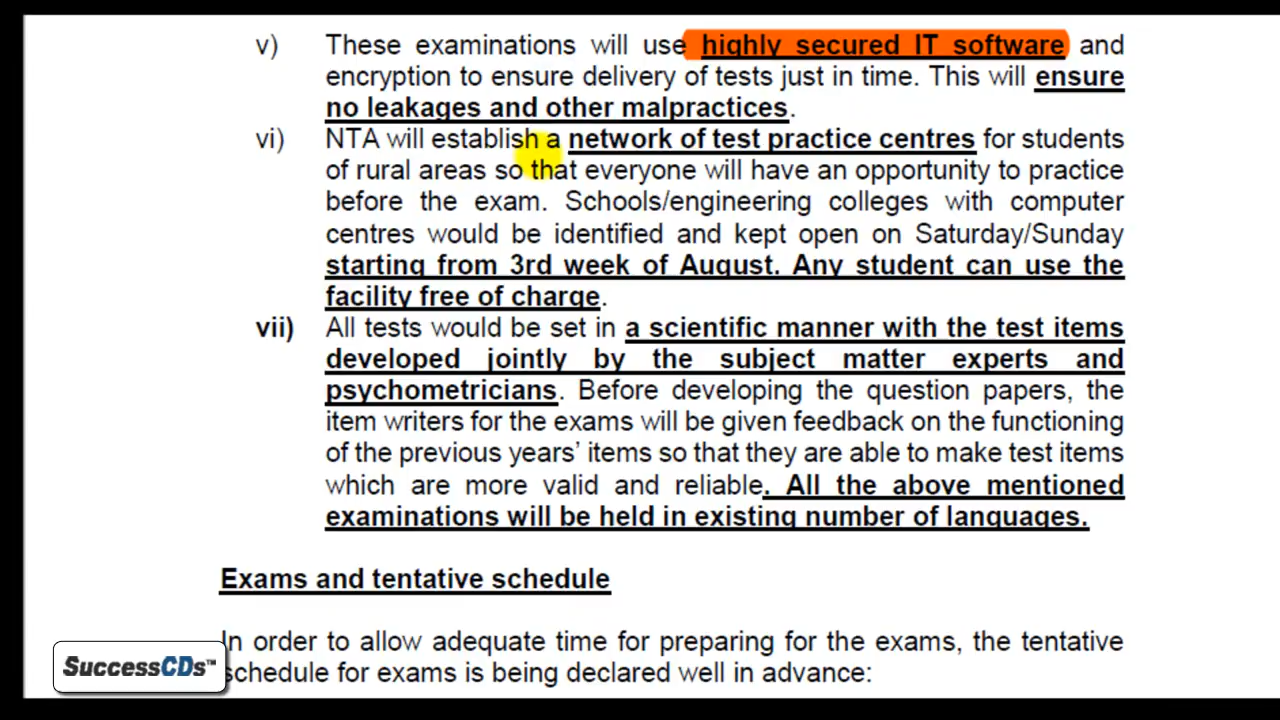 v) These examinations will use highly secured IT software and
encryption to ensure delivery of tests just in time. This will ensure
no leakages and other malpractices.
vi) NTA will establish a network of test practice centres for students
of rural areas so that everyone will have an opportunity to practice
before the exam. Schools/engineering colleges with computer
centres would be identified and kept open on Saturday/Sunday
starting from 3rd week of August. Any student can use the
facility free of charge.
vii) All tests would be set in a scientific manner with the test items
developed jointly by the subject matter experts and
psychometricians. Before developing the question papers, the
item writers for the exams will be given feedback on the functioning
of the previous years’ items so that they are able to make test items
which are more valid and reliable. All the above mentioned
examinations will be held in existing number of languages.
Exams and tentative schedule
In order to allow adequate time for preparing for the exams, the tentative
schedule for exams is being declared well in advance:
SuccessCDs™